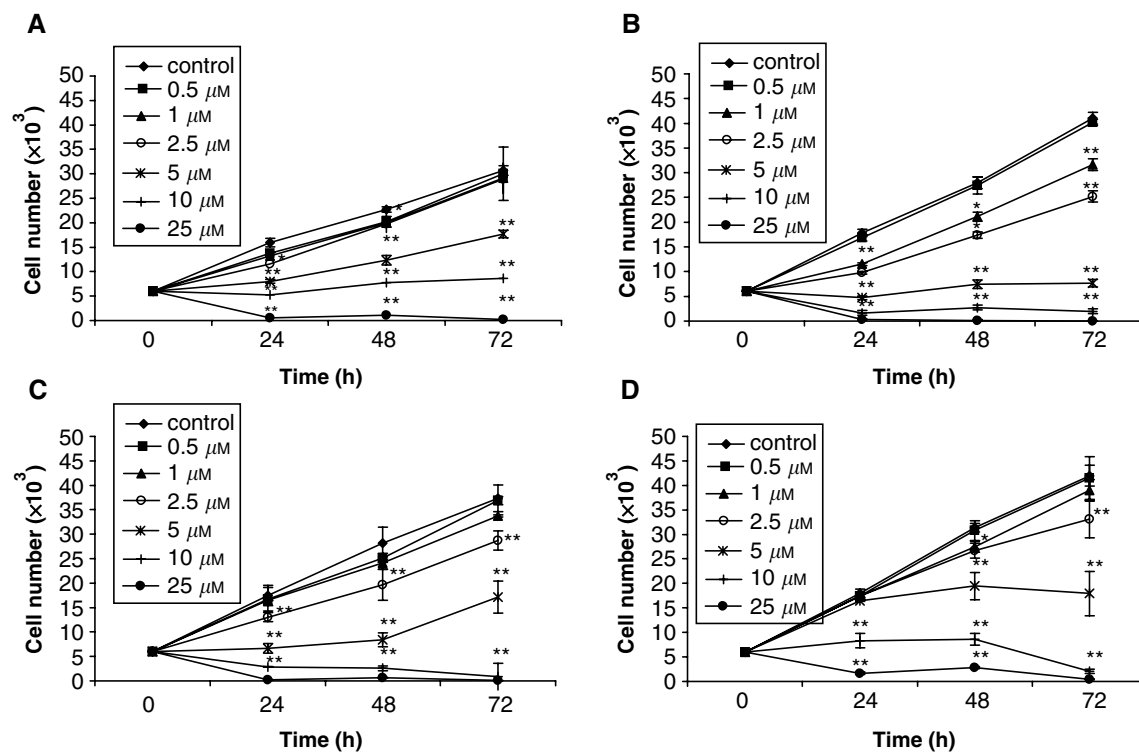 A
control
0.5 μM
1 μM
2.5 μM
5 μM
10 μM
25 μM
Cell number (×10³)
50
45
40
35
30
25
20
15
10
5
0
*
*
**
**
**
**
**
**
**
**
**
**
0
24
48
72
Time (h)
B
control
0.5 μM
1 μM
2.5 μM
5 μM
10 μM
25 μM
Cell number (×10³)
50
45
40
35
30
25
20
15
10
5
0
**
**
**
*
*
**
**
**
**
**
**
0
24
48
72
Time (h)
C
control
0.5 μM
1 μM
2.5 μM
5 μM
10 μM
25 μM
Cell number (×10³)
50
45
40
35
30
25
20
15
10
5
0
**
**
**
**
**
**
**
**
**
0
24
48
72
Time (h)
D
control
0.5 μM
1 μM
2.5 μM
5 μM
10 μM
25 μM
Cell number (×10³)
50
45
40
35
30
25
20
15
10
5
0
**
**
*
**
**
**
**
**
**
0
24
48
72
Time (h)